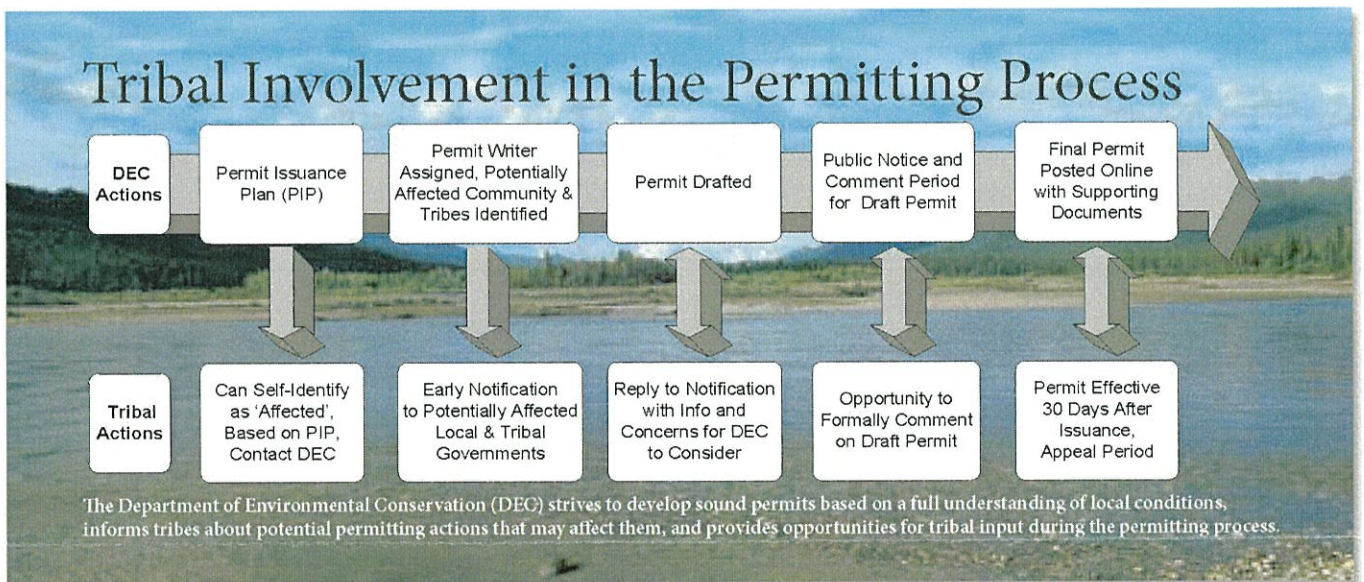 Tribal Involvement in the Permitting Process
DEC
Actions
Permit Issuance
Plan (PIP)
Permit Writer
Assigned, Potentially
Affected Community &
Tribes Identified
Permit Drafted
Public Notice and
Comment Period
for Draft Permit
Final Permit
Posted Online
with Supporting
Documents
Tribal
Actions
Can Self-Identify
as 'Affected',
Based on PIP,
Contact DEC
Early Notification
to Potentially Affected
Local & Tribal
Governments
Reply to Notification
with Info and
Concerns for DEC
to Consider
Opportunity to
Formally Comment
on Draft Permit
Permit Effective
30 Days After
Issuance,
Appeal Period
The Department of Environmental Conservation (DEC) strives to develop sound permits based on a full understanding of local conditions,
informs tribes about potential permitting actions that may affect them, and provides opportunities for tribal input during the permitting process.